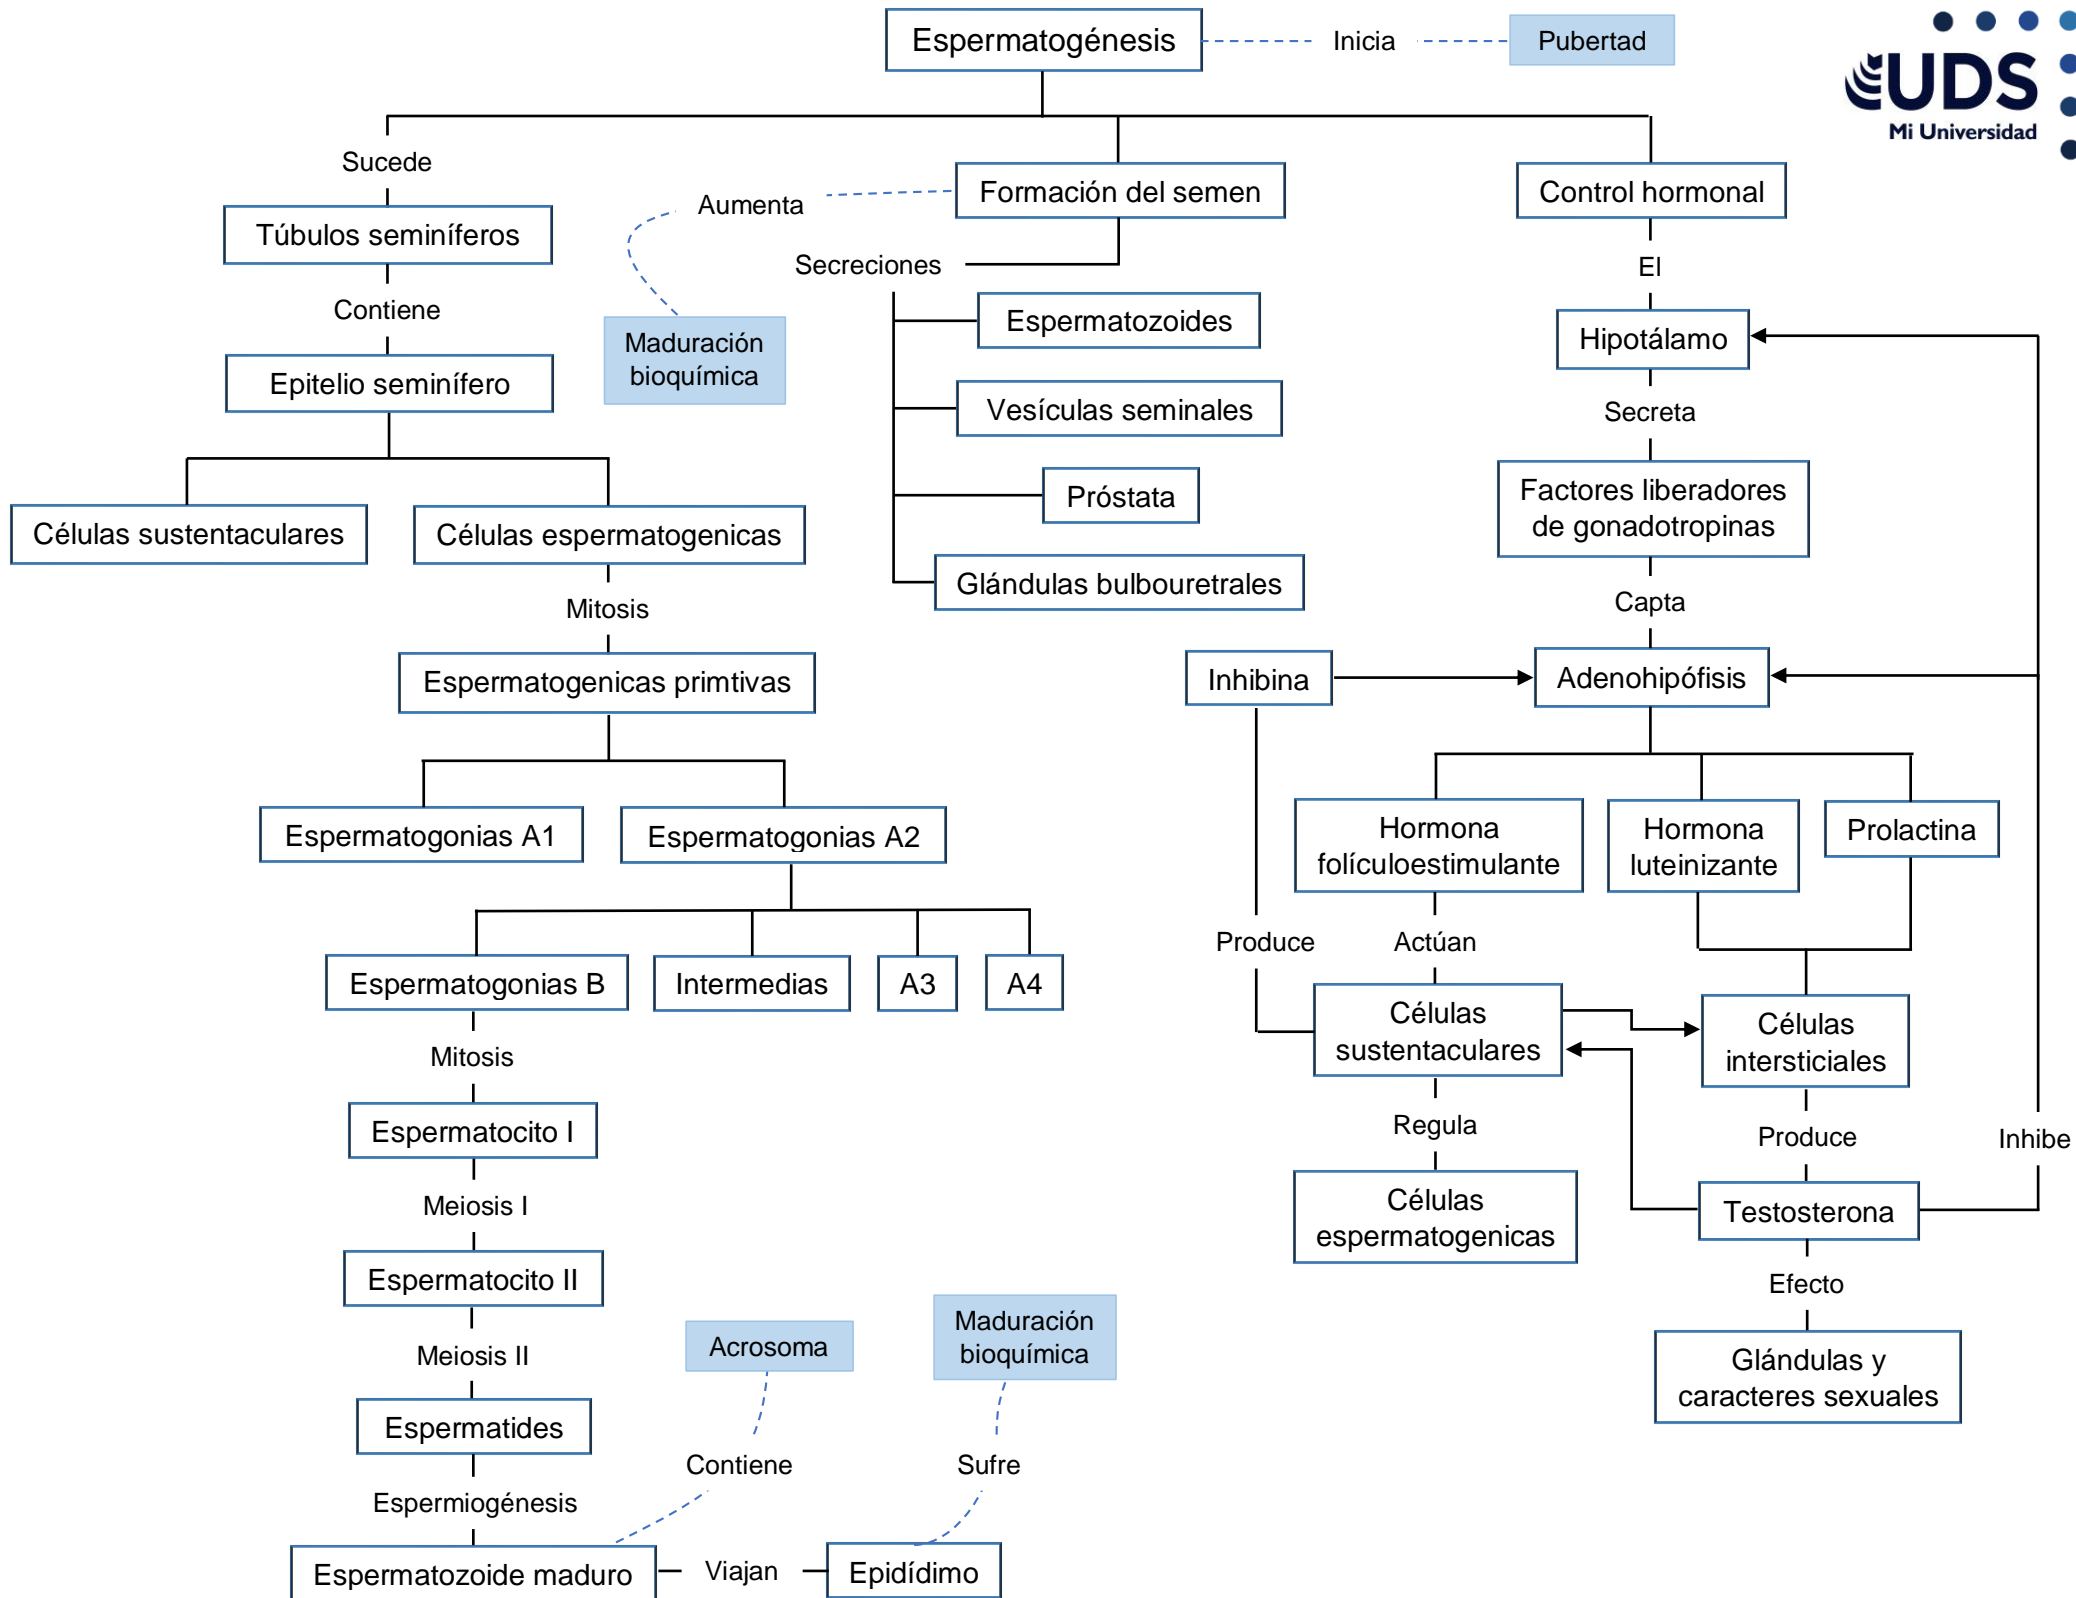 Espermatogénesis
Inicia
Pubertad
UDS
Mi Universidad
Sucede
Túbulos seminíferos
Contiene
Epitelio seminífero
Células sustentaculares
Células espermatogenicas
Mitosis
Espermatogenicas primtivas
Espermatogonias A1
Espermatogonias A2
Espermatogonias B
Intermedias
A3
A4
Mitosis
Espermatocito I
Meiosis I
Espermatocito II
Meiosis II
Espermatides
Espermiogénesis
Espermatozoide maduro
Contiene
Acrosoma
Viajan
Epidídimo
Sufre
Maduración
bioquímica
Formación del semen
Aumenta
Maduración
bioquímica
Secreciones
Espermatozoides
Vesículas seminales
Próstata
Glándulas bulbouretrales
Control hormonal
El
Hipotálamo
Secreta
Factores liberadores
de gonadotropinas
Capta
Inhibina
Adenohipófisis
Hormona
folículoestimulante
Hormona
luteinizante
Prolactina
Produce
Actúan
Células
sustentaculares
Células
intersticiales
Regula
Produce
Inhibe
Células
espermatogenicas
Testosterona
Efecto
Glándulas y
caracteres sexuales